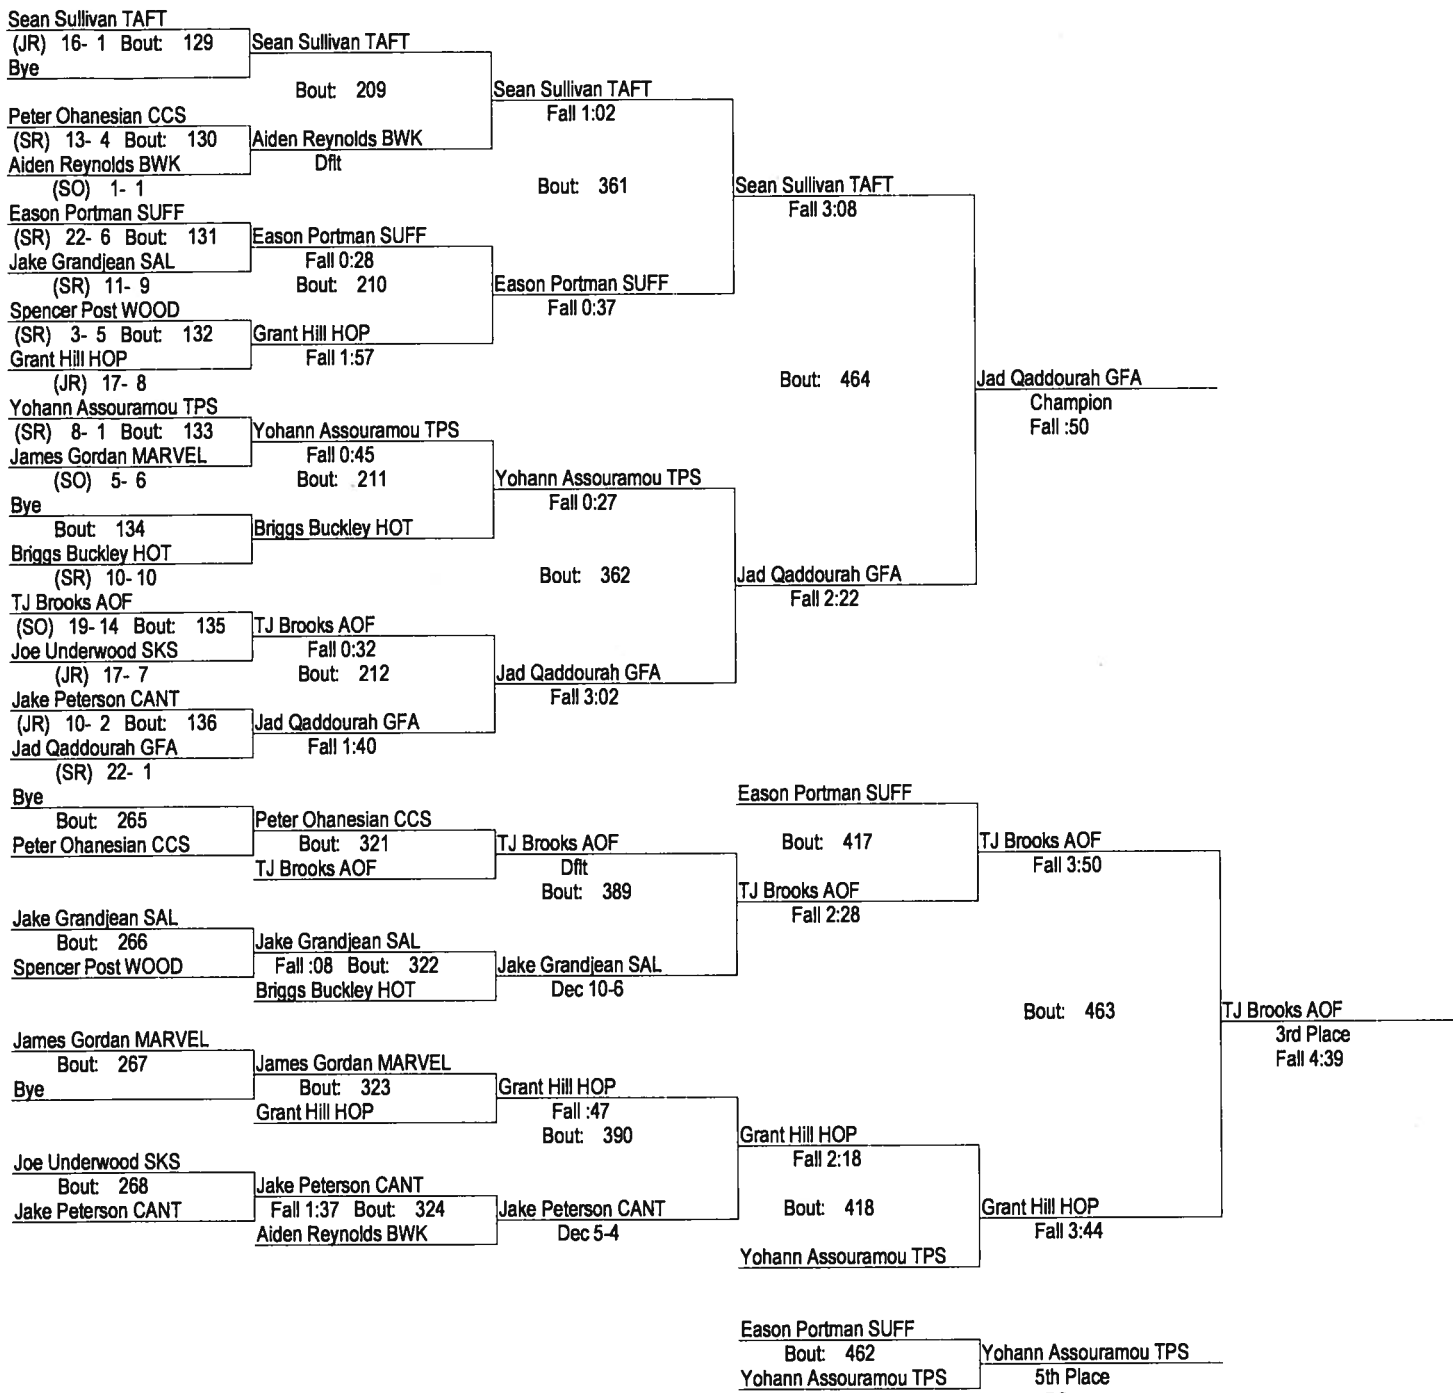 Sean Sullivan TAFT
(JR) 16- 1 Bout: 129
Bye
Sean Sullivan TAFT
Bout: 209
Peter Ohanesian CCS
(SR) 13- 4 Bout: 130
Aiden Reynolds BWK
(SO) 1- 1
Aiden Reynolds BWK
Dflt
Sean Sullivan TAFT
Fall 1:02
Bout: 361
Eason Portman SUFF
(SR) 22- 6 Bout: 131
Jake Grandjean SAL
(SR) 11- 9
Eason Portman SUFF
Fall 0:28
Bout: 210
Spencer Post WOOD
(SR) 3- 5 Bout: 132
Grant Hill HOP
(JR) 17- 8
Grant Hill HOP
Fall 1:57
Eason Portman SUFF
Fall 0:37
Sean Sullivan TAFT
Fall 3:08
Bout: 464
Yohann Assouramou TPS
(SR) 8- 1 Bout: 133
James Gordan MARVEL
(SO) 5- 6
Yohann Assouramou TPS
Fall 0:45
Bout: 211
Bye
Bout: 134
Briggs Buckley HOT
(SR) 10- 10
Briggs Buckley HOT
Yohann Assouramou TPS
Fall 0:27
Bout: 362
TJ Brooks AOF
(SO) 19- 14 Bout: 135
Joe Underwood SKS
(JR) 17- 7
TJ Brooks AOF
Fall 0:32
Bout: 212
Jake Peterson CANT
(JR) 10- 2 Bout: 136
Jad Qaddourah GFA
(SR) 22- 1
Jad Qaddourah GFA
Fall 1:40
Jad Qaddourah GFA
Fall 3:02
Jad Qaddourah GFA
Fall 2:22
Jad Qaddourah GFA
Champion
Fall :50
Bye
Bout: 265
Peter Ohanesian CCS
Peter Ohanesian CCS
Bout: 321
TJ Brooks AOF
TJ Brooks AOF
Dflt
Bout: 389
Jake Grandjean SAL
Bout: 266
Spencer Post WOOD
Jake Grandjean SAL
Fall :08 Bout: 322
Briggs Buckley HOT
Jake Grandjean SAL
Dec 10-6
Eason Portman SUFF
Bout: 417
TJ Brooks AOF
Fall 2:28
TJ Brooks AOF
Fall 3:50
Bout: 463
James Gordan MARVEL
Bout: 267
Bye
James Gordan MARVEL
Bout: 323
Grant Hill HOP
Grant Hill HOP
Fall :47
Bout: 390
Joe Underwood SKS
Bout: 268
Jake Peterson CANT
Jake Peterson CANT
Fall 1:37 Bout: 324
Aiden Reynolds BWK
Jake Peterson CANT
Dec 5-4
Grant Hill HOP
Fall 2:18
Bout: 418
Yohann Assouramou TPS
Grant Hill HOP
Fall 3:44
TJ Brooks AOF
3rd Place
Fall 4:39
Eason Portman SUFF
Bout: 462
Yohann Assouramou TPS
Yohann Assouramou TPS
5th Place